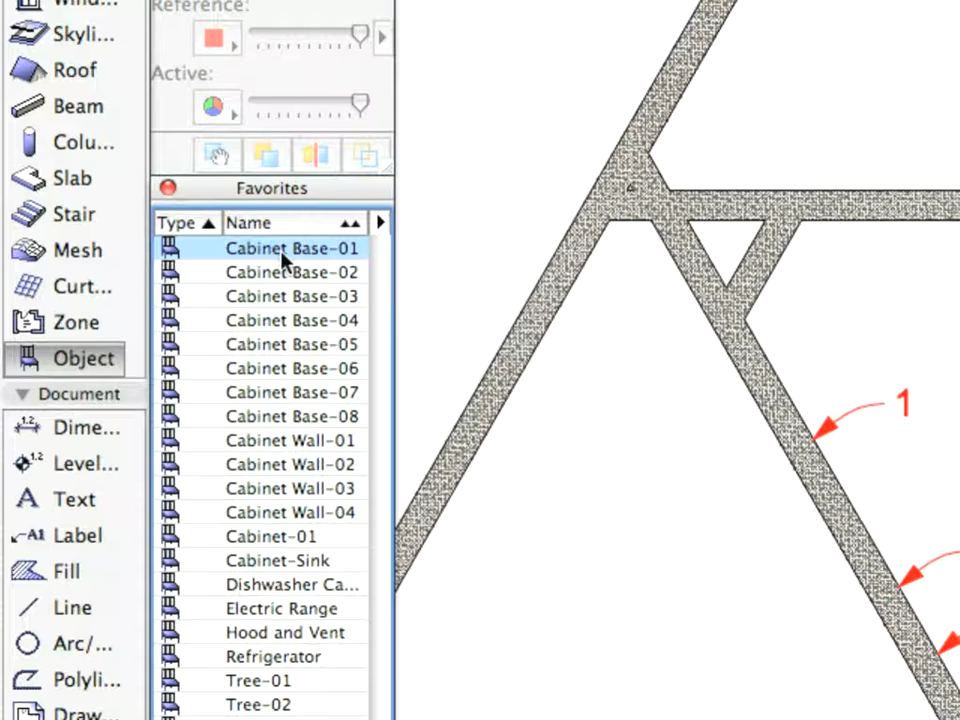 Skyli...
Roof
Beam
Colu...
Slab
Stair
Mesh
Curt...
Zone
Object
Document
Dime...
Level...
Text
Label
Fill
Line
Arc/...
Polyli...
Reference:
Active:
Favorites
Type Name
Cabinet Base-01
Cabinet Base-02
Cabinet Base-03
Cabinet Base-04
Cabinet Base-05
Cabinet Base-06
Cabinet Base-07
Cabinet Base-08
Cabinet Wall-01
Cabinet Wall-02
Cabinet Wall-03
Cabinet Wall-04
Cabinet-01
Cabinet-Sink
Dishwasher Ca...
Electric Range
Hood and Vent
Refrigerator
Tree-01
Tree-02
1